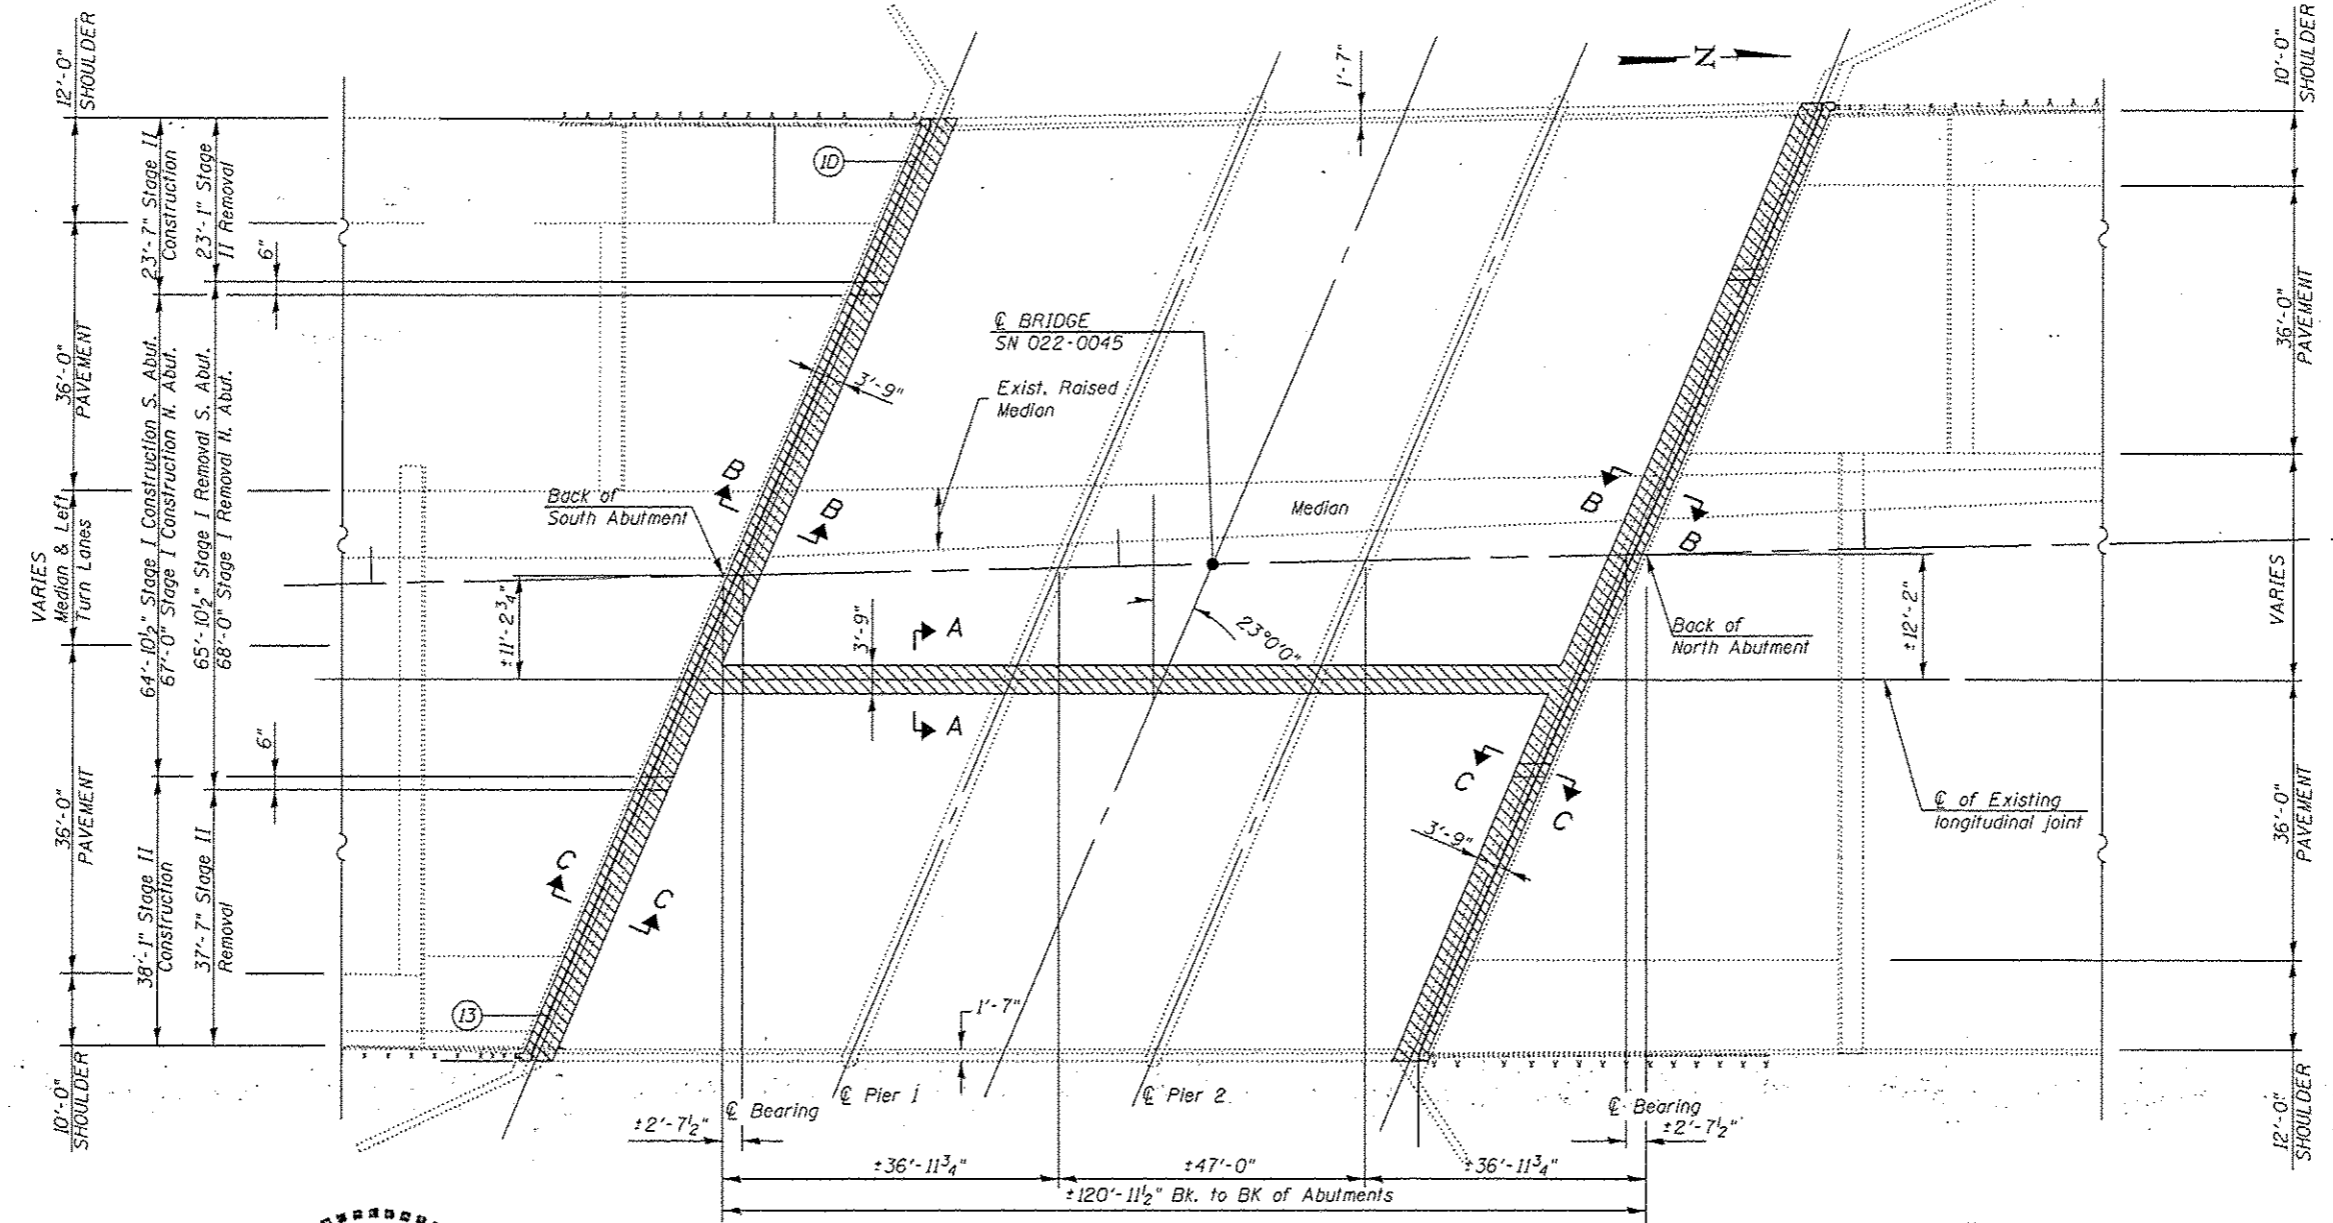 12'-0"
SHOULDER
23'-7" Stage II
Construction
23'-1" Stage
II Removal
6"
36'-0"
PAVEMENT
VARIES
Median & Left
Turn Lanes
64'-10½" Stage I Construction S. Abut.
67'-0" Stage I Construction N. Abut.
65'-10½" Stage I Removal S. Abut.
68'-0" Stage I Removal N. Abut.
6"
36'-0"
PAVEMENT
38'-1" Stage II
Construction
37'-7" Stage II
Removal
10'-0"
SHOULDER
1D
13
N
1'-7"
℄ BRIDGE
SN 022-0045
Exist. Raised
Median
3'-9"
Back of
South Abutment
B
B
Median
B
B
±11'-2¾"
3'-9"
A
A
23°0'0"
Back of
North Abutment
±12'-2"
C
C
C
C
3'-9"
℄ of Existing
longitudinal joint
1'-7"
℄ Bearing
±2'-7½"
℄ Pier 1
℄ Pier 2
℄ Bearing
±2'-7½"
±36'-11¾"
±47'-0"
±36'-11¾"
±120'-11½" Bk. to BK of Abutments
10'-0"
SHOULDER
36'-0"
PAVEMENT
VARIES
36'-0"
PAVEMENT
12'-0"
SHOULDER